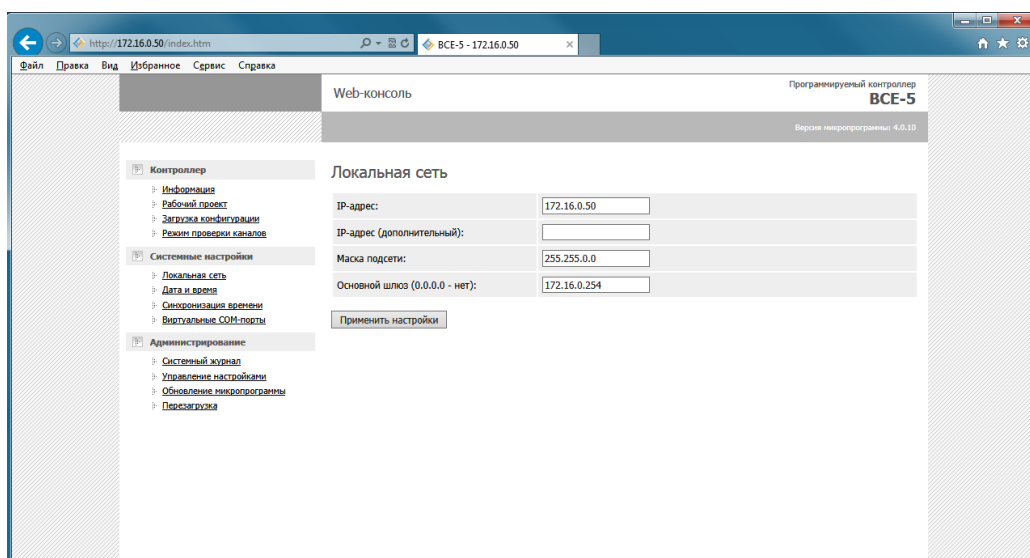 http://172.16.0.50/index.htm
BCE-5 - 172.16.0.50
Файл Правка Вид Избранное Сервис Справка
Web-консоль
Программируемый контроллер
BCE-5
Версия микропрограммы: 4.0.10
Контроллер
Информация
Рабочий проект
Загрузка конфигурации
Режим проверки каналов
Системные настройки
Локальная сеть
Дата и время
Синхронизация времени
Виртуальные COM-порты
Администрирование
Системный журнал
Управление настройками
Обновление микропрограммы
Перезагрузка
Локальная сеть
IP-адрес: 172.16.0.50
IP-адрес (дополнительный):
Маска подсети: 255.255.0.0
Основной шлюз (0.0.0.0 - нет): 172.16.0.254
Применить настройки